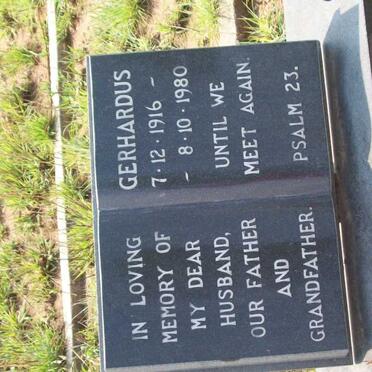 IN LOVING
MEMORY OF
MY DEAR
HUSBAND,
OUR FATHER
AND
GRANDFATHER.
GERHARDUS
7·12·1916 –
– 8·10·1980
UNTIL WE
MEET AGAIN.
PSALM 23.